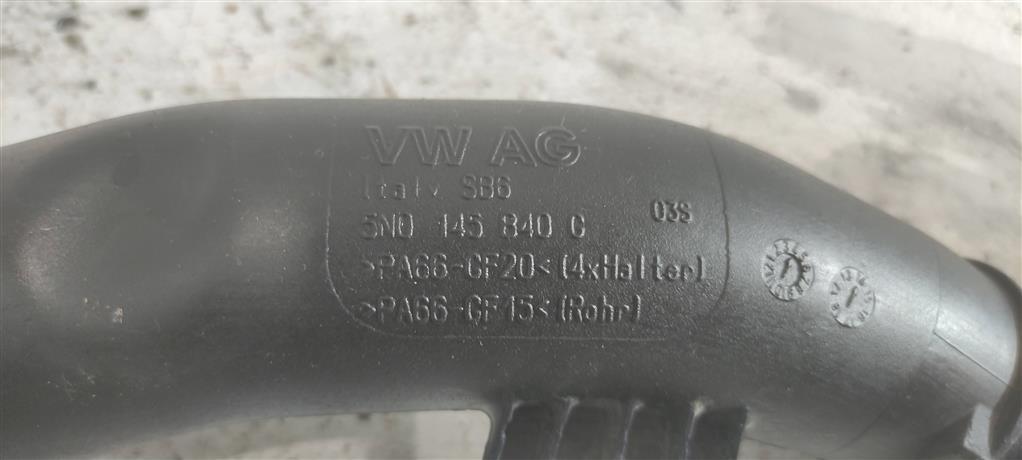 VW AG
Italy SB6
5N0 145 840 C
03S
>PA66-GF20<(4xHalter)
>PA66-GF15<(Rohr)